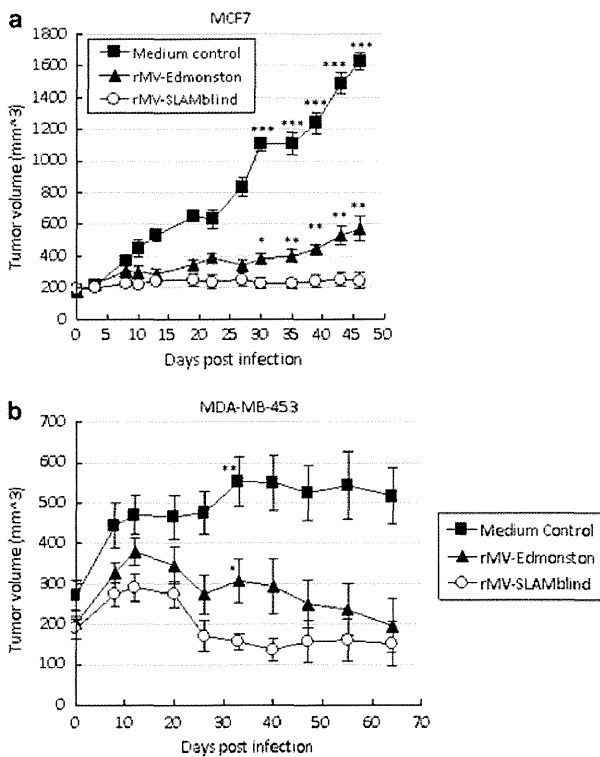 a
MCF7
1800
1600
1400
1200
1000
800
600
400
200
0
Tumor volume (mm^3)
Medium control
rMV-Edmonston
rMV-SLAMblind
***
***
***
***
***
***
*
**
**
**
**
0 5 10 15 20 25 30 35 40 45 50
Days post infection
b
MDA-MB-453
700
600
500
400
300
200
100
0
Tumor volume (mm^3)
**
*
Medium Control
rMV-Edmonston
rMV-SLAMblind
0 10 20 30 40 50 60 70
Days post infection